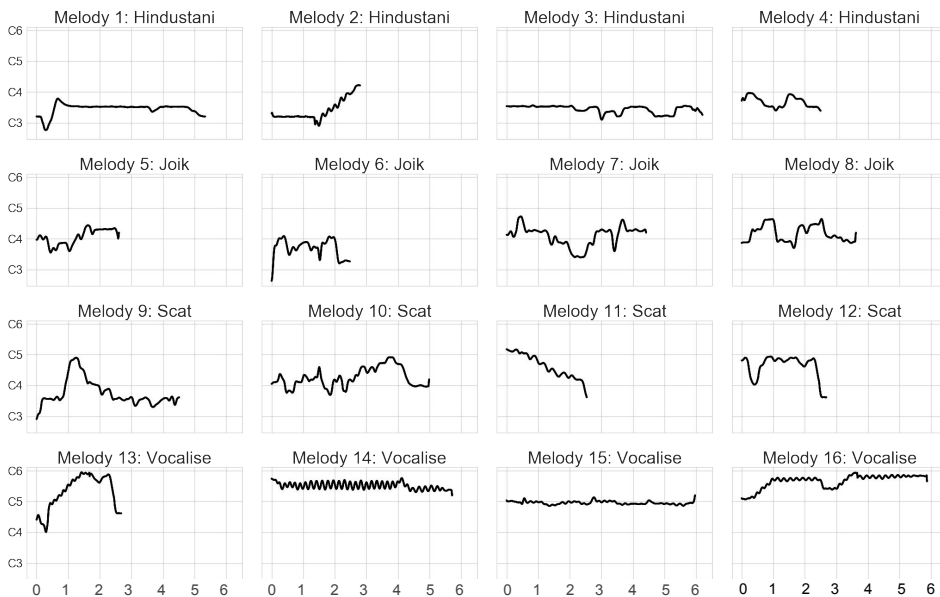 Melody 1: Hindustani Melody 2: Hindustani Melody 3: Hindustani Melody 4: Hindustani
C6
C5
C4
C3
Melody 5: Joik Melody 6: Joik Melody 7: Joik Melody 8: Joik
C6
C5
C4
C3
Melody 9: Scat Melody 10: Scat Melody 11: Scat Melody 12: Scat
C6
C5
C4
C3
Melody 13: Vocalise Melody 14: Vocalise Melody 15: Vocalise Melody 16: Vocalise
C6
C5
C4
C3
0 1 2 3 4 5 6 0 1 2 3 4 5 6 0 1 2 3 4 5 6 0 1 2 3 4 5 6